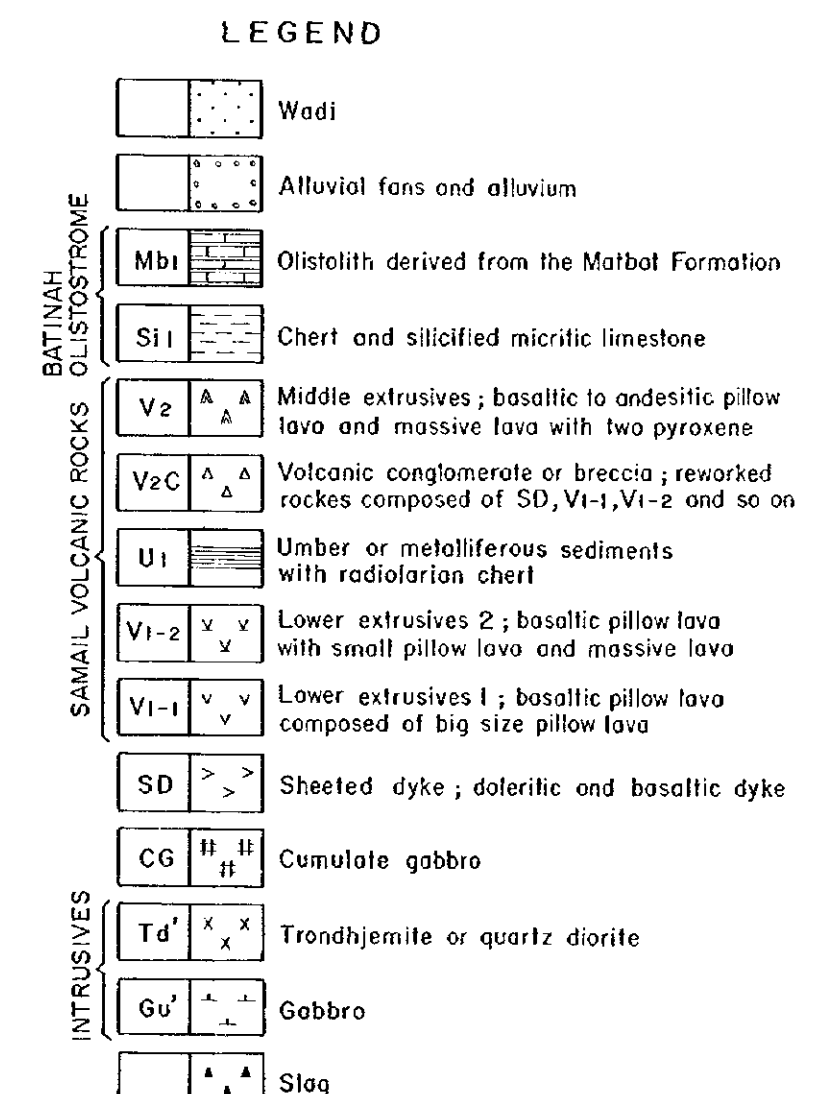 LEGEND
Wadi
Alluvial fans and alluvium
BATINAH
OLISTOSTROME
Mb1 Olistolith derived from the Matbat Formation
Si1 Chert and silicified micritic limestone
SAMAIL VOLCANIC ROCKS
V2 Middle extrusives ; basaltic to andesitic pillow
lava and massive lava with two pyroxene
V2C Volcanic conglomerate or breccia ; reworked
rockes composed of SD, V1-1, V1-2 and so on
U1 Umber or metalliferous sediments
with radiolarian chert
V1-2 Lower extrusives 2 ; basaltic pillow lava
with small pillow lava and massive lava
V1-1 Lower extrusives 1 ; basaltic pillow lava
composed of big size pillow lava
SD Sheeted dyke ; doleritic and basaltic dyke
CG Cumulate gabbro
INTRUSIVES
Td' Trondhjemite or quartz diorite
Gu' Gabbro
Slag